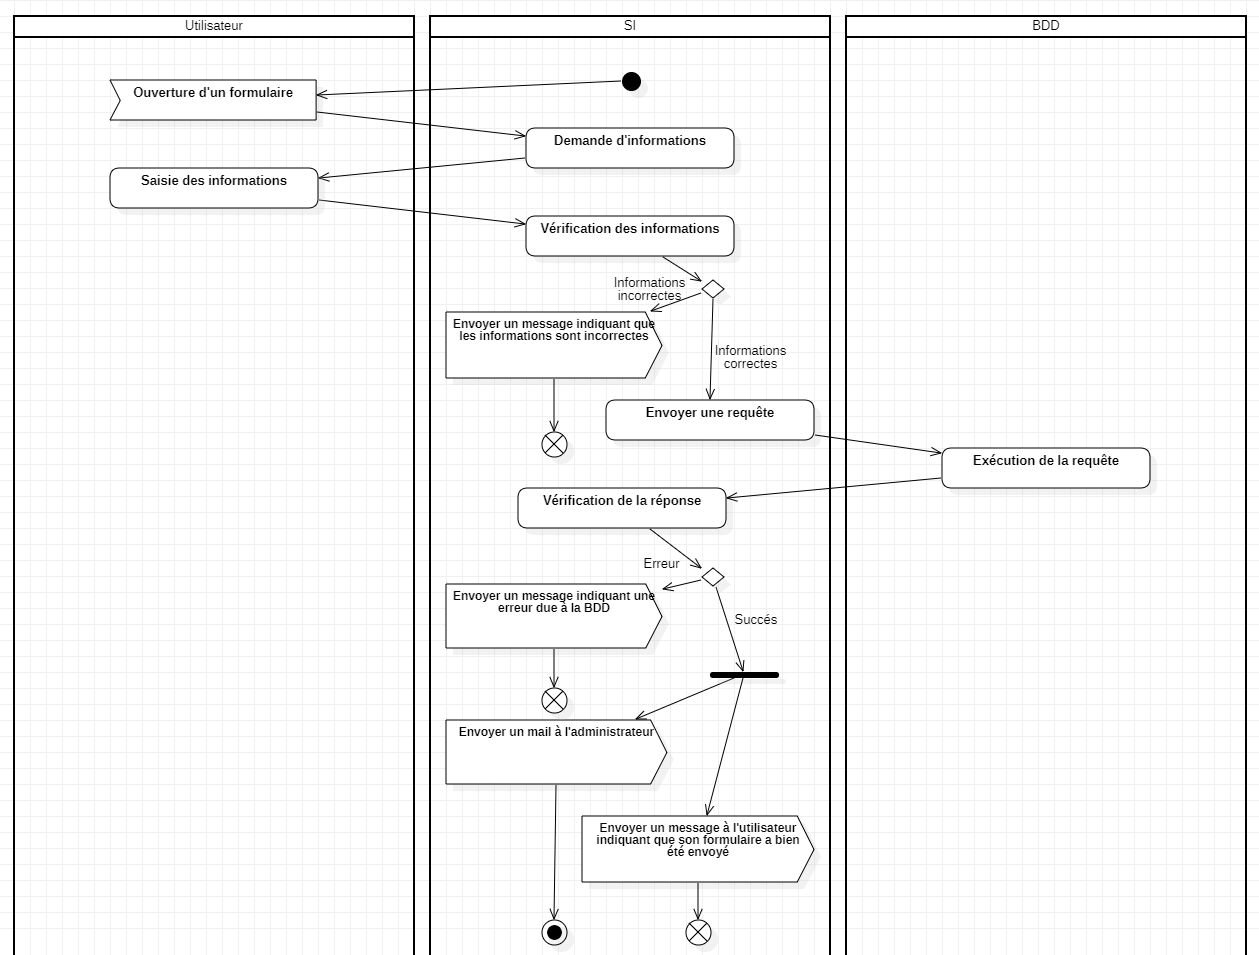 Utilisateur
SI
BDD
Ouverture d'un formulaire
Demande d'informations
Saisie des informations
Vérification des informations
Informations
incorrectes
Envoyer un message indiquant que
les informations sont incorrectes
Informations
correctes
Envoyer une requête
Exécution de la requête
Vérification de la réponse
Erreur
Envoyer un message indiquant une
erreur due à la BDD
Succés
Envoyer un mail à l'administrateur
Envoyer un message à l'utilisateur
indiquant que son formulaire a bien
été envoyé